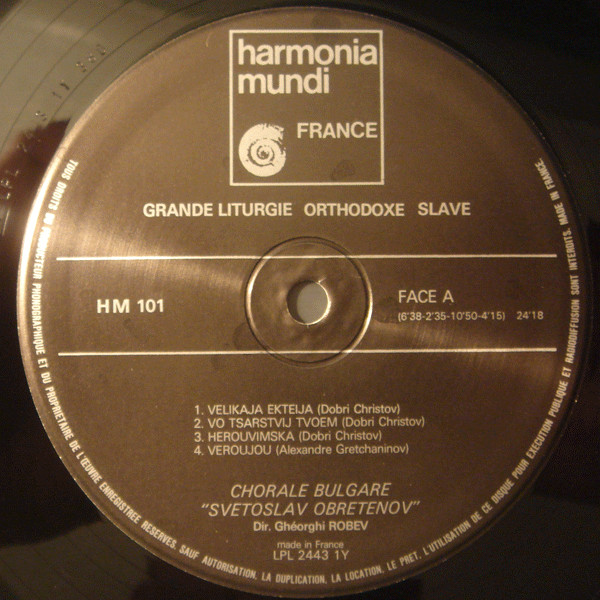 harmonia
mundi
FRANCE
GRANDE LITURGIE ORTHODOXE SLAVE
HM 101
FACE A
(6'38-2'35-10'50-4'15) 24'18
1. VELIKAJA EKTEIJA (Dobri Christov)
2. VO TSARSTVIJ TVOEM (Dobri Christov)
3. HEROUVIMSKA (Dobri Christov)
4. VEROUJOU (Alexandre Gretchaninov)
CHORALE BULGARE
"SVETOSLAV OBRETENOV"
Dir. Ghéorghi ROBEV
made in France
LPL 2443 1Y
TOUS DROITS DU PRODUCTEUR PHONOGRAPHIQUE ET DU PROPRIETAIRE DE L'ŒUVRE ENREGISTREE RESERVES. SAUF AUTORISATION, LA DUPLICATION, LA LOCATION, LE PRET, L'UTILISATION DE CE DISQUE POUR EXECUTION PUBLIQUE ET RADIODIFFUSION SONT INTERDITS. MADE IN FRANCE.